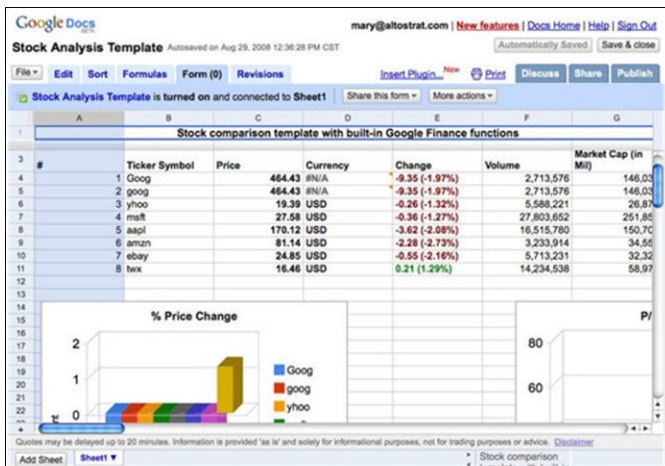 Google Docs
BETA
mary@altostrat.com | New features | Docs Home | Help | Sign Out
Stock Analysis Template Autosaved on Aug 29, 2008 12:36:28 PM CST
Automatically Saved Save & close
File Edit Sort Formulas Form (0) Revisions Insert Plugin... New Print Discuss Share Publish
Stock Analysis Template is turned on and connected to Sheet1 Share this form More actions
A B C D E F G
1 Stock comparison template with built-in Google Finance functions
3 # Ticker Symbol Price Currency Change Volume Market Cap (in Mil)
4 1 Goog 464.43 #N/A -9.35 (-1.97%) 2,713,576 146,03
5 2 goog 464.43 #N/A -9.35 (-1.97%) 2,713,576 146,03
6 3 yhoo 19.39 USD -0.26 (-1.32%) 5,588,221 26,87
7 4 msft 27.58 USD -0.36 (-1.27%) 27,803,652 251,85
8 5 aapl 170.12 USD -3.62 (-2.08%) 16,515,780 150,70
9 6 amzn 81.14 USD -2.28 (-2.73%) 3,233,914 34,55
10 7 ebay 24.85 USD -0.55 (-2.16%) 5,713,231 32,32
11 8 twx 16.46 USD 0.21 (1.29%) 14,234,538 58,97
12
13
14
15
16
17
18
19
20
21
22
% Price Change
2
1
0
Goog
goog
yhoo
P/
80
60
Quotes may be delayed up to 20 minutes. Information is provided 'as is' and solely for informational purposes, not for trading purposes or advice. Disclaimer
Add Sheet Sheet1 Stock comparison